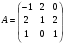 A = (-1 2 0
2 1 2
1 0 1)